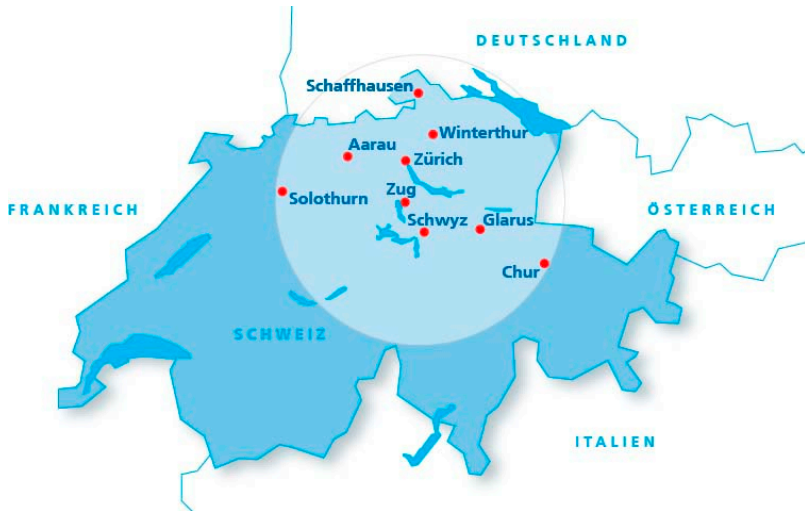 DEUTSCHLAND
Schaffhausen
Winterthur
Aarau
Zürich
Zug
Solothurn
FRANKREICH
ÖSTERREICH
Schwyz
Glarus
Chur
SCHWEIZ
ITALIEN